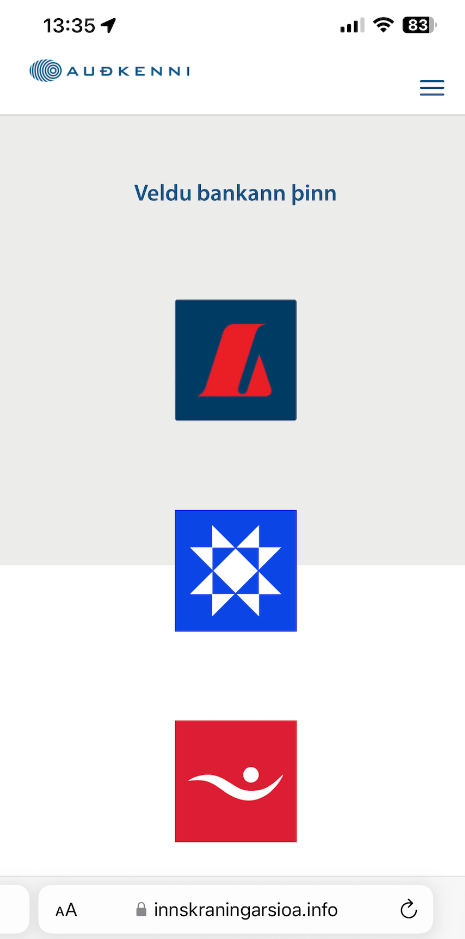 13:35
83
AUÐKENNI
Veldu bankann þinn
AA
innskraningarsioa.info